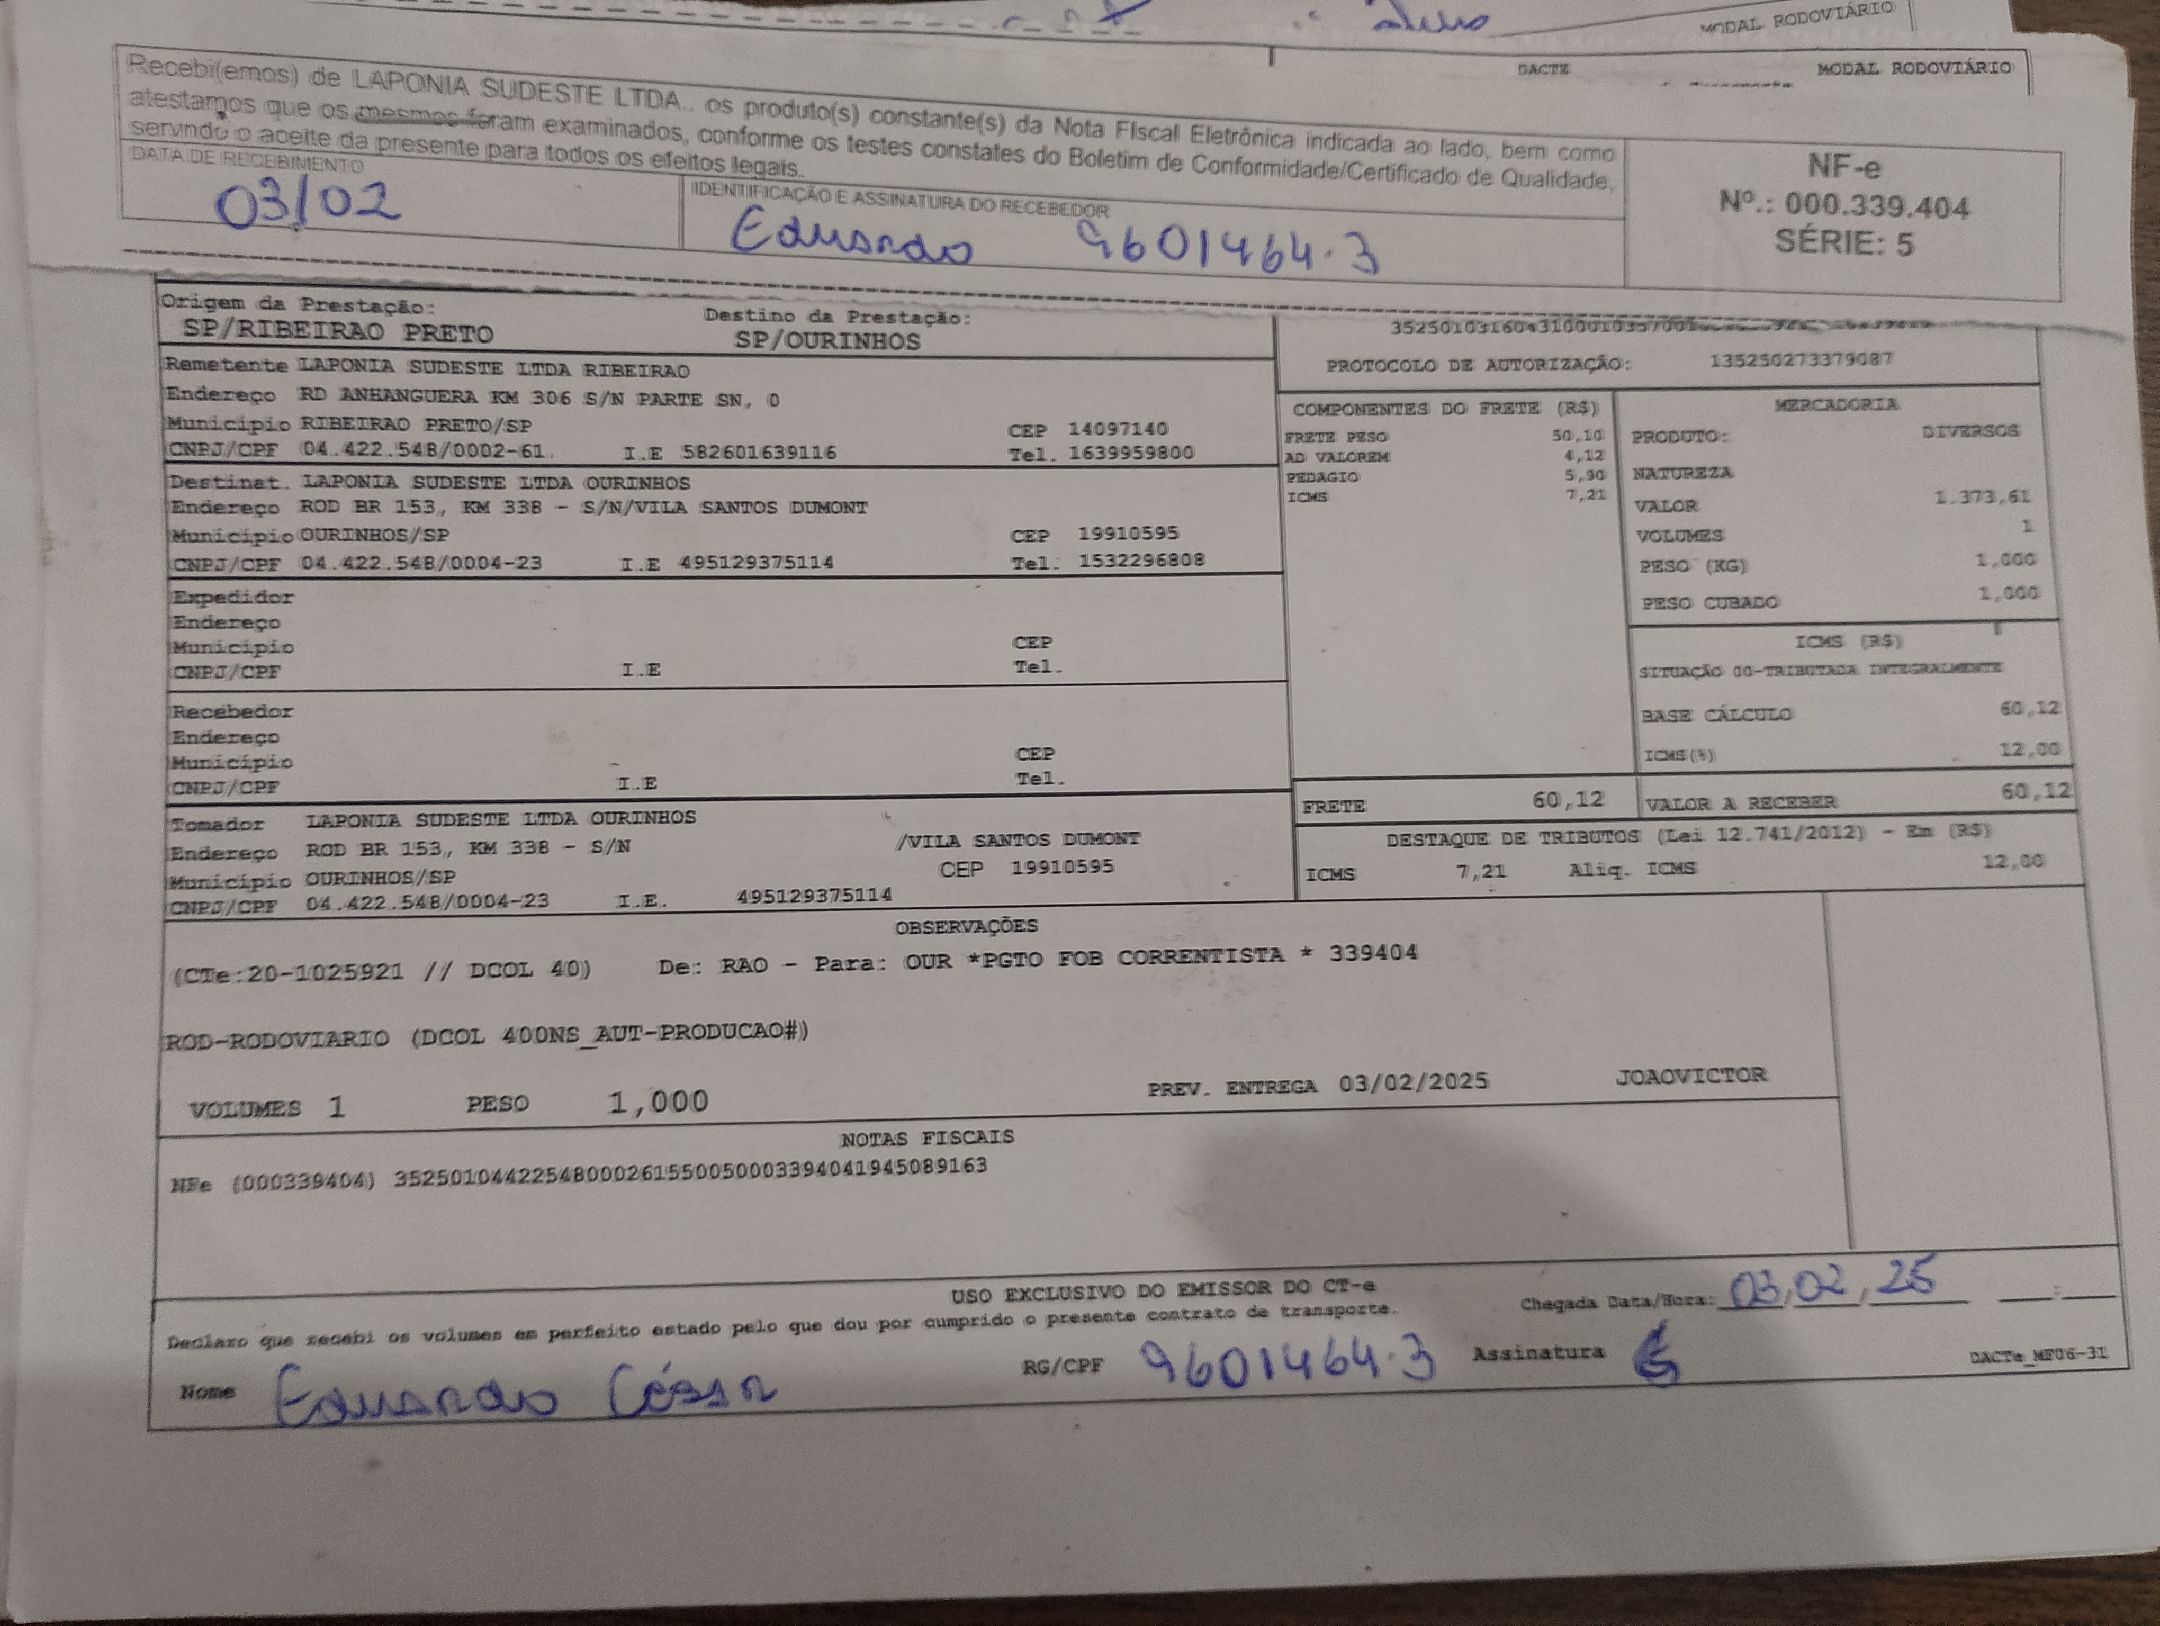 MODAL RODOVIÁRIO
DACTE MODAL RODOVIÁRIO
Recebi(emos) de LAPONIA SUDESTE LTDA.. os produto(s) constante(s) da Nota Fiscal Eletrônica indicada ao lado, bem como
atestamos que os mesmos foram examinados, conforme os testes constates do Boletim de Conformidade/Certificado de Qualidade,
servindo o aceite da presente para todos os efeitos legais.
DATA DE RECEBIMENTO
03/02
IDENTIFICAÇÃO E ASSINATURA DO RECEBEDOR
Eduardo 9601464.3
NF-e
Nº.: 000.339.404
SÉRIE: 5
Origem da Prestação: Destino da Prestação:
SP/RIBEIRAO PRETO SP/OURINHOS
PROTOCOLO DE AUTORIZAÇÃO: 135250273379087
Remetente LAPONIA SUDESTE LTDA RIBEIRAO
Endereço RD ANHANGUERA KM 306 S/N PARTE SN, 0
Município RIBEIRAO PRETO/SP CEP 14097140
CNPJ/CPF 04.422.548/0002-61. I.E 582601639116 Tel. 1639959800
Destinat. LAPONIA SUDESTE LTDA OURINHOS
Endereço ROD BR 153, KM 338 - S/N/VILA SANTOS DUMONT
Município OURINHOS/SP CEP 19910595
CNPJ/CPF 04.422.548/0004-23 I.E 495129375114 Tel. 1532296808
Expedidor
Endereço
Município CEP
CNPJ/CPF I.E Tel.
Recebedor
Endereço
Município CEP
CNPJ/CPF I.E Tel.
Tomador LAPONIA SUDESTE LTDA OURINHOS
Endereço ROD BR 153, KM 338 - S/N /VILA SANTOS DUMONT
Município OURINHOS/SP CEP 19910595
CNPJ/CPF 04.422.548/0004-23 I.E. 495129375114
COMPONENTES DO FRETE (R$)
FRETE PESO 50,10
AD VALOREM 4,12
PEDAGIO 5,90
ICMS 7,21
MERCADORIA
PRODUTO: DIVERSOS
NATUREZA
VALOR 1.373,61
VOLUMES 1
PESO (KG) 1,000
PESO CUBADO 1,000
ICMS (R$)
SITUAÇÃO 00-TRIBUTADA INTEGRALMENTE
BASE CÁLCULO 60,12
ICMS(%) 12,00
FRETE 60,12 VALOR A RECEBER 60,12
DESTAQUE DE TRIBUTOS (Lei 12.741/2012) - Em (R$)
ICMS 7,21 Aliq. ICMS 12,00
OBSERVAÇÕES
(CTe:20-1025921 // DCOL 40) De: RAO - Para: OUR *PGTO FOB CORRENTISTA * 339404
ROD-RODOVIARIO (DCOL 400NS_AUT-PRODUCAO#)
VOLUMES 1 PESO 1,000 PREV. ENTREGA 03/02/2025 JOAOVICTOR
NOTAS FISCAIS
NFe (000339404) 35250104422548000261550050003394041945089163
USO EXCLUSIVO DO EMISSOR DO CT-e
Declaro que recebi os volumes em perfeito estado pelo que dou por cumprido o presente contrato de transporte.
Chegada Data/Hora: 03,02,25 :
Nome Eduardo César RG/CPF 9601464.3 Assinatura
DACTe_MF06-31